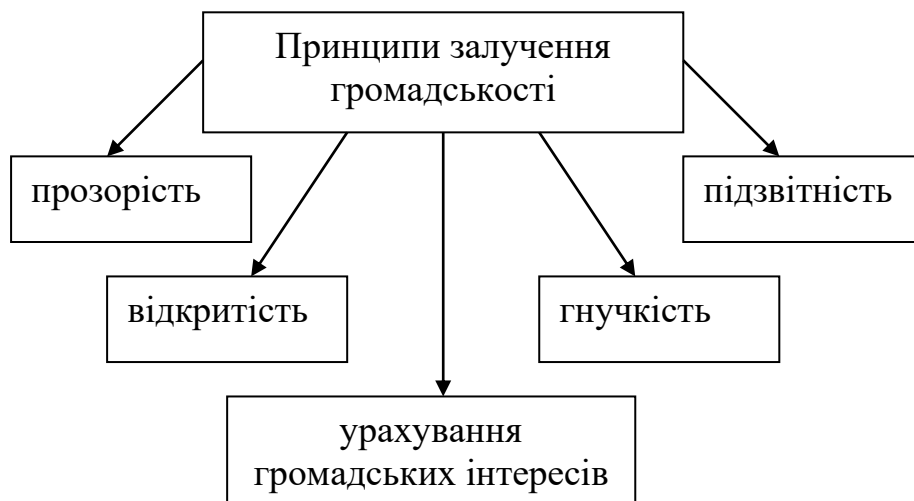 Принципи залучення
громадськості
прозорість
підзвітність
відкритість
гнучкість
урахування
громадських інтересів